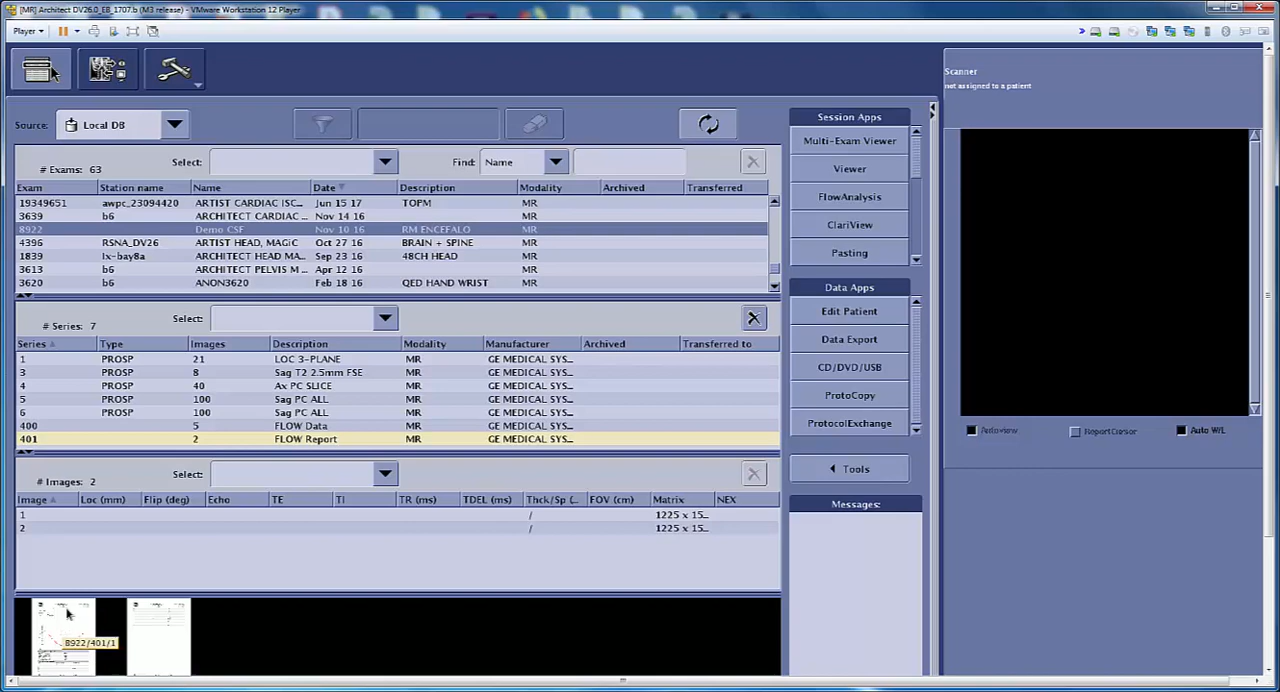 [MR] Architect DV26.0_EB_1707.b (M3 release) - VMware Workstation 12 Player
Player
Scanner
not assigned to a patient
Source: Local DB
Session Apps
Multi-Exam Viewer
Viewer
FlowAnalysis
ClariView
Pasting
# Exams: 63 Select: Find: Name
Exam Station name Name Date Description Modality Archived Transferred
19349651 awpc_23094420 ARTIST CARDIAC ISC... Jun 15 17 TOPM MR
3639 b6 ARCHITECT CARDIAC ... Nov 14 16 MR
8922 Demo CSF Nov 10 16 RM ENCEFALO MR
4396 RSNA_DV26 ARTIST HEAD, MAGiC Oct 27 16 BRAIN + SPINE MR
1839 lx-bay8a ARCHITECT HEAD MA... Sep 23 16 48CH HEAD MR
3613 b6 ARCHITECT PELVIS M ... Apr 12 16 MR
3620 b6 ANON3620 Feb 18 16 QED HAND WRIST MR
Data Apps
Edit Patient
Data Export
CD/DVD/USB
ProtoCopy
ProtocolExchange
# Series: 7 Select:
Series Type Images Description Modality Manufacturer Archived Transferred to
1 PROSP 21 LOC 3-PLANE MR GE MEDICAL SYS...
3 PROSP 8 Sag T2 2.5mm FSE MR GE MEDICAL SYS...
4 PROSP 40 Ax PC SLICE MR GE MEDICAL SYS...
5 PROSP 100 Sag PC ALL MR GE MEDICAL SYS...
6 PROSP 100 Sag PC ALL MR GE MEDICAL SYS...
400 5 FLOW Data MR GE MEDICAL SYS...
401 2 FLOW Report MR GE MEDICAL SYS...
Autoview Report Cursor Auto W/L
Tools
Messages:
# Images: 2 Select:
Image Loc (mm) Flip (deg) Echo TE TI TR (ms) TDEL (ms) Thck/Sp (... FOV (cm) Matrix NEX
1 / 1225 x 15...
2 / 1225 x 15...
8922/401/1